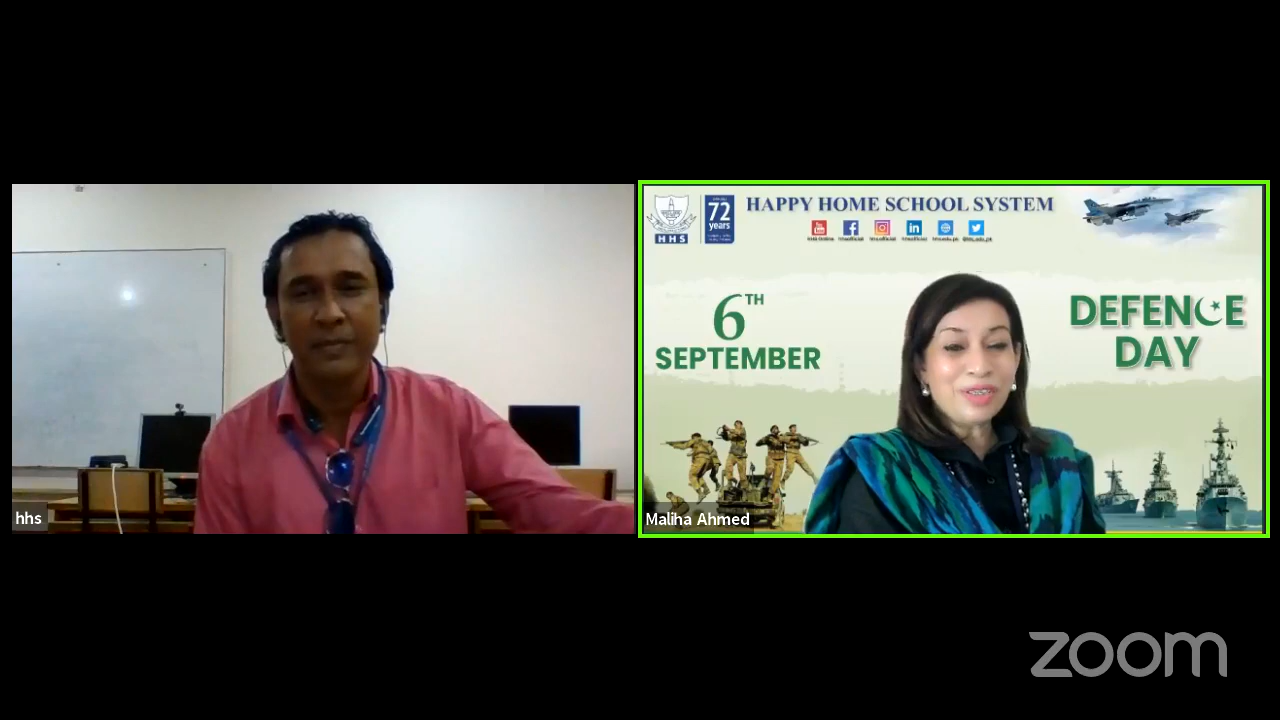 HHS
72
years
HAPPY HOME SCHOOL SYSTEM
6TH
SEPTEMBER
DEFENCE
DAY
hhs
Maliha Ahmed
zoom